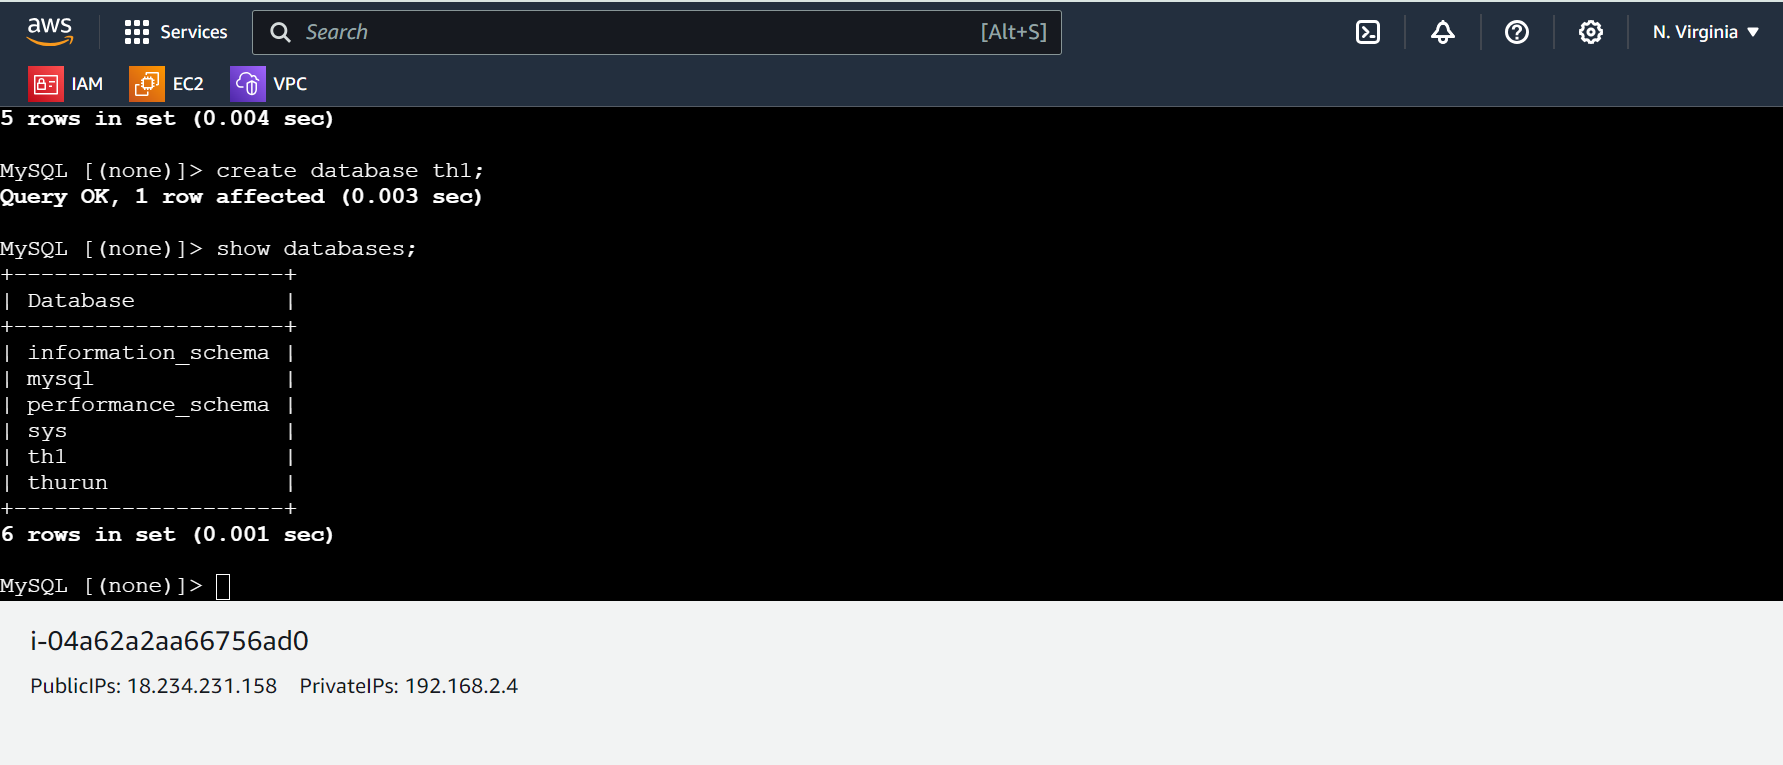 aws Services Search [Alt+S] N. Virginia
IAM EC2 VPC
5 rows in set (0.004 sec)
MySQL [(none)]> create database th1;
Query OK, 1 row affected (0.003 sec)
MySQL [(none)]> show databases;
+--------------------+
| Database           |
+--------------------+
| information_schema |
| mysql              |
| performance_schema |
| sys                |
| th1                |
| thurun             |
+--------------------+
6 rows in set (0.001 sec)
MySQL [(none)]>
i-04a62a2aa66756ad0
PublicIPs: 18.234.231.158 PrivateIPs: 192.168.2.4